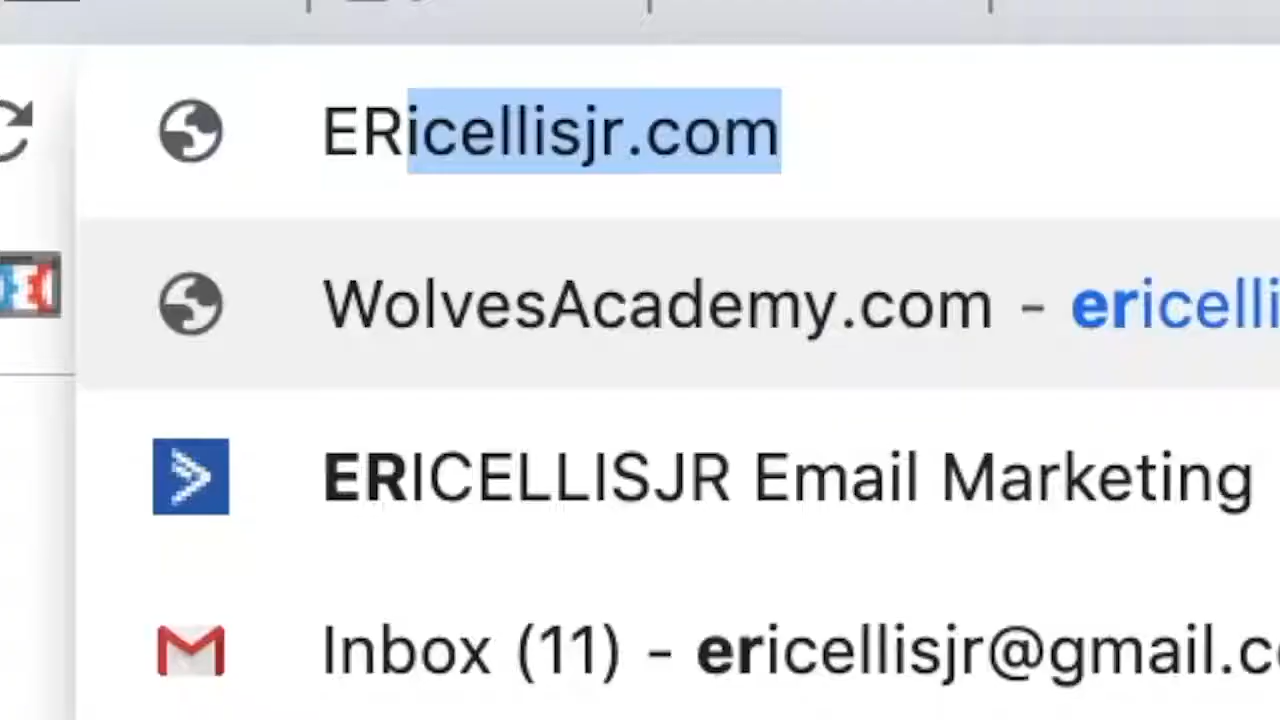 ERicellisjr.com
WolvesAcademy.com - ericelli
ERICELLISJR Email Marketing
Inbox (11) - ericellisjr@gmail.c